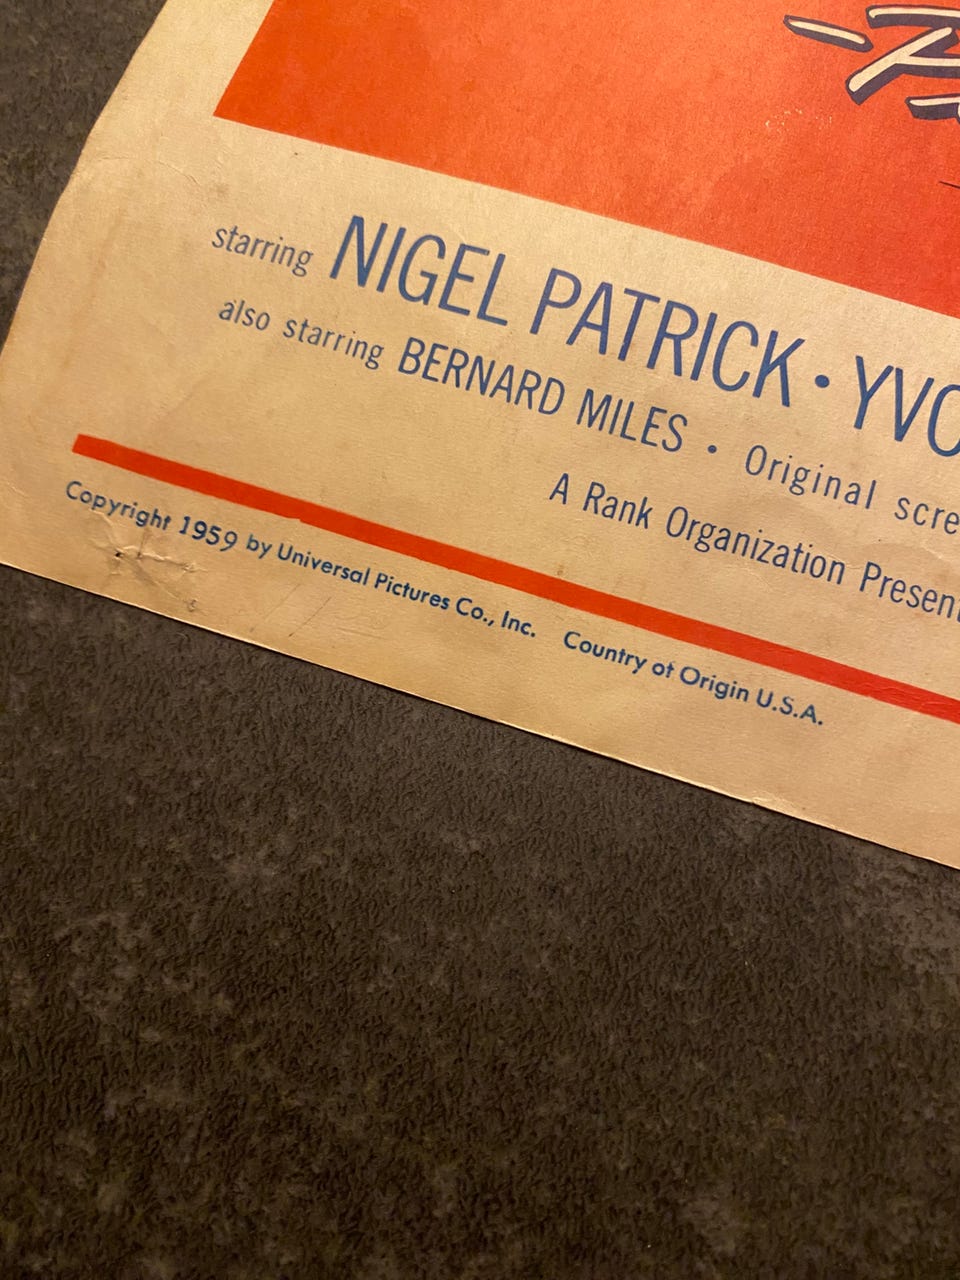 starring NIGEL PATRICK • YVO
also starring BERNARD MILES • Original scre
A Rank Organization Present
Copyright 1959 by Universal Pictures Co., Inc. Country of Origin U.S.A.